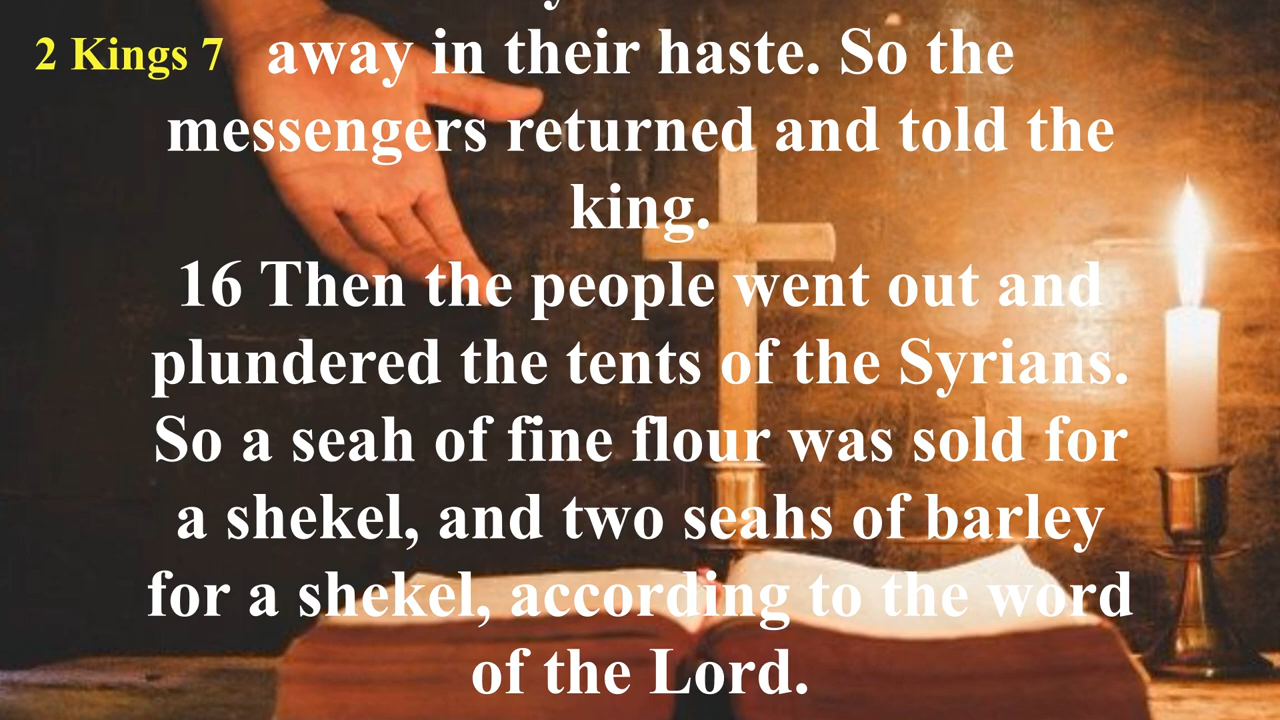 2 Kings 7
away in their haste. So the
messengers returned and told the
king.
16 Then the people went out and
plundered the tents of the Syrians.
So a seah of fine flour was sold for
a shekel, and two seahs of barley
for a shekel, according to the word
of the Lord.